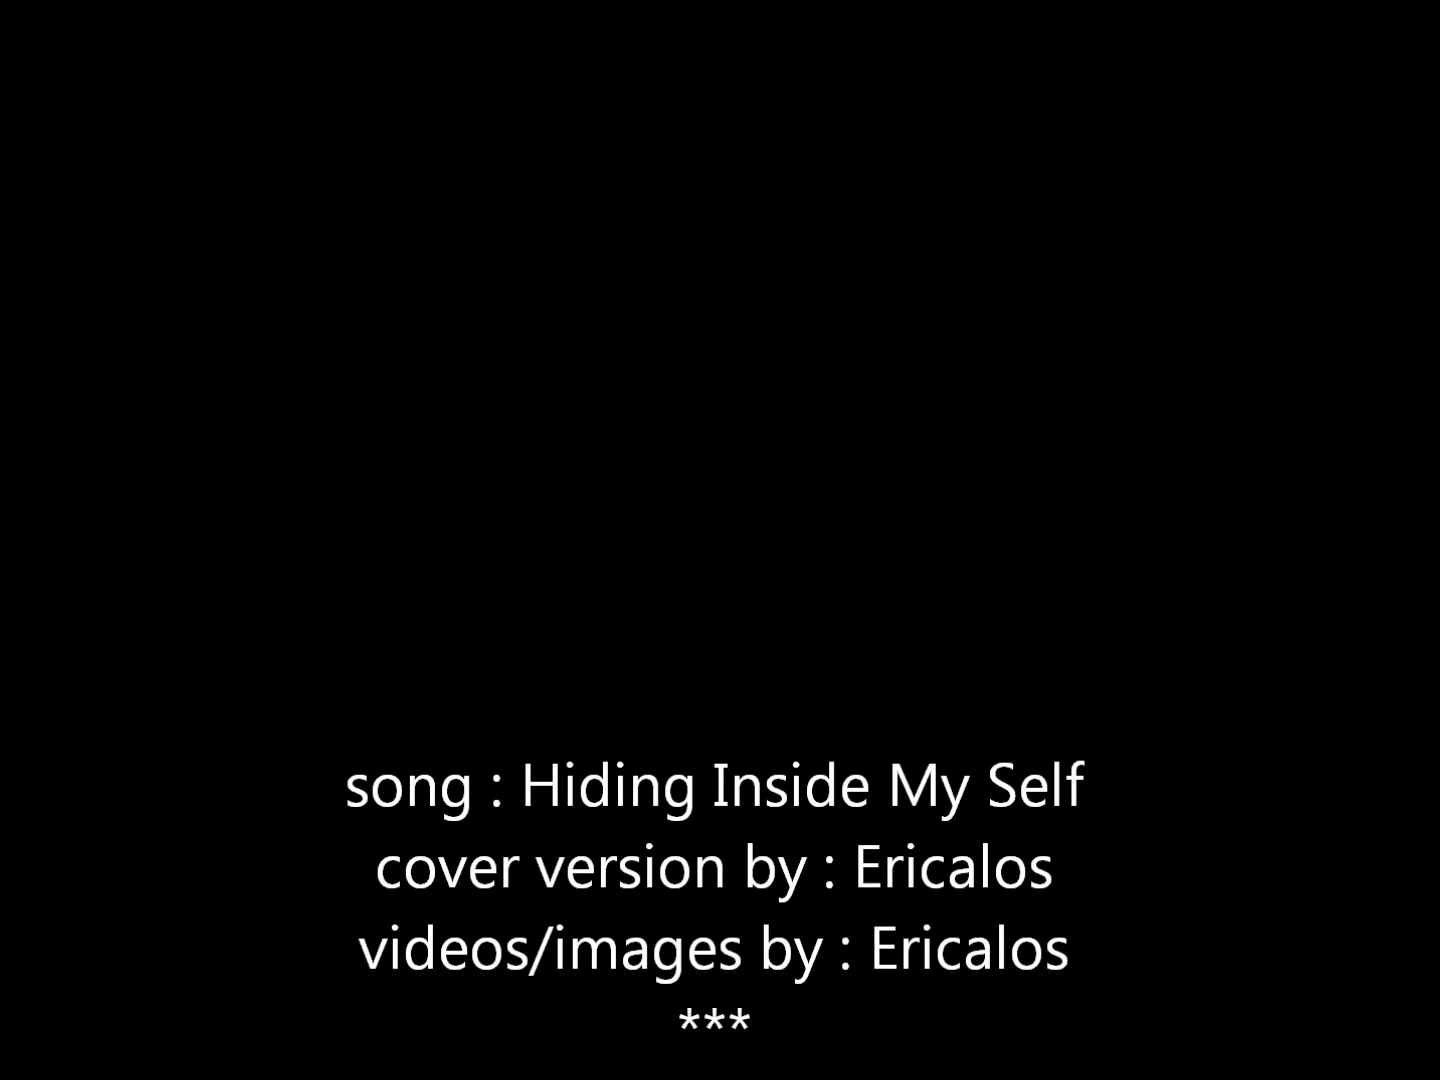 song : Hiding Inside My Self
cover version by : Ericalos
videos/images by : Ericalos
***